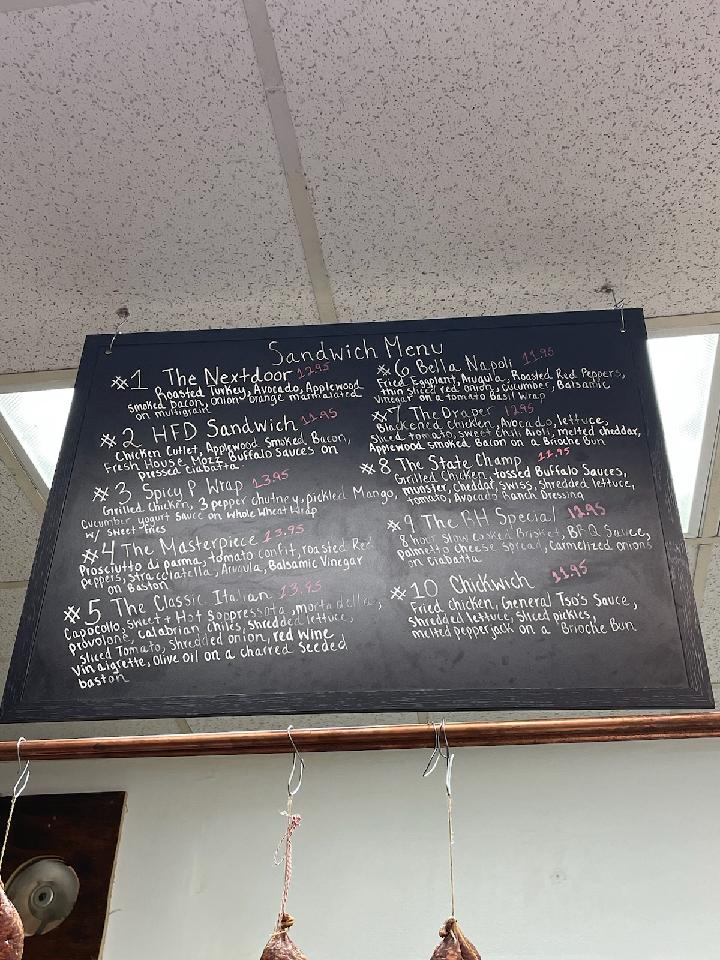 Sandwich Menu
#1 The Nextdoor 12.95
Roasted Turkey, Avocado, Applewood
smoked bacon, onion-orange marmalated
on multigrain
#2 HFD Sandwich 11.95
Chicken Cutlet, Applewood Smoked Bacon,
Fresh House Mozz Buffalo Sauces on
pressed ciabatta.
#3 Spicy P Wrap 13.95
Grilled Chicken, 3 pepper chutney, pickled Mango,
Cucumber yogurt sauce on whole wheat wrap
w/ sweet fries
#4 The Masterpiece 13.95
Prosciutto di parma, tomato confit, roasted Red
Peppers, stracciatella, Arugula, Balsamic Vinegar
on Baston
#5 The Classic Italian 13.95
Capocollo, sweet + Hot Soppressata, mortadella,
provolone, calabrian chiles, shredded lettuce,
sliced Tomato, shredded onion, red wine
vinaigrette, olive oil on a charred seeded
baston
#6 Bella Napoli 11.95
Fried Eggplant, Arugula, Roasted Red Peppers,
thin sliced red onion, cucumber, Balsamic
vinegar on a tomato basil wrap
#7 The Draper 12.95
Blackened chicken, Avocado, lettuce,
sliced tomato, sweet chili Aioli, melted cheddar,
Applewood smoked Bacon on a Brioche Bun
#8 The State Champ 11.95
Grilled Chicken, tossed Buffalo Sauces,
munster, cheddar, swiss, shredded lettuce,
tomato, Avocado Ranch Dressing
#9 The BH Special 12.95
8 hour slow cooked Brisket, BBQ Sauce,
Palmetto cheese spread, Carmelized onions
on ciabatta
#10 Chickwich 11.95
Fried chicken, General Tso's Sauce,
shredded lettuce, sliced pickles,
melted pepperjack on a Brioche Bun